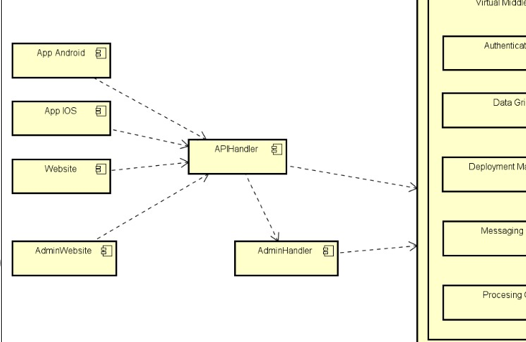 Virtual Middle
App Android
Authenticat
App IOS
Data Gri
APIHandler
Website
Deployment M
Messaging
AdminWebsite
AdminHandler
Procesing